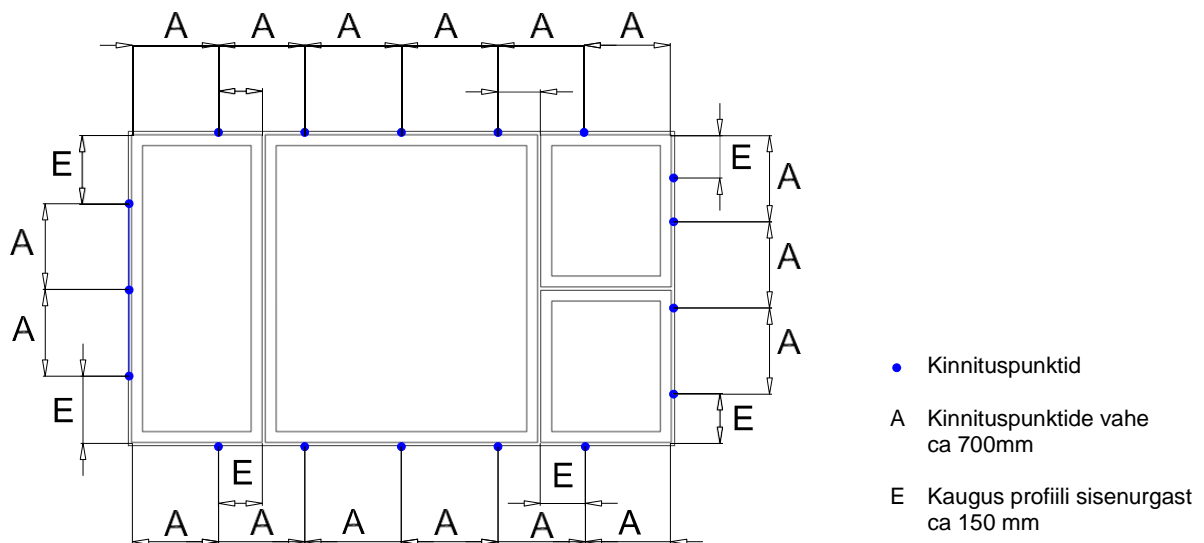 A A A A A A
E E A
A A
A A
E E
E E
A A A A A A
Kinnituspunktid
A Kinnituspunktide vahe
ca 700mm
E Kaugus profiili sisenurgast
ca 150 mm